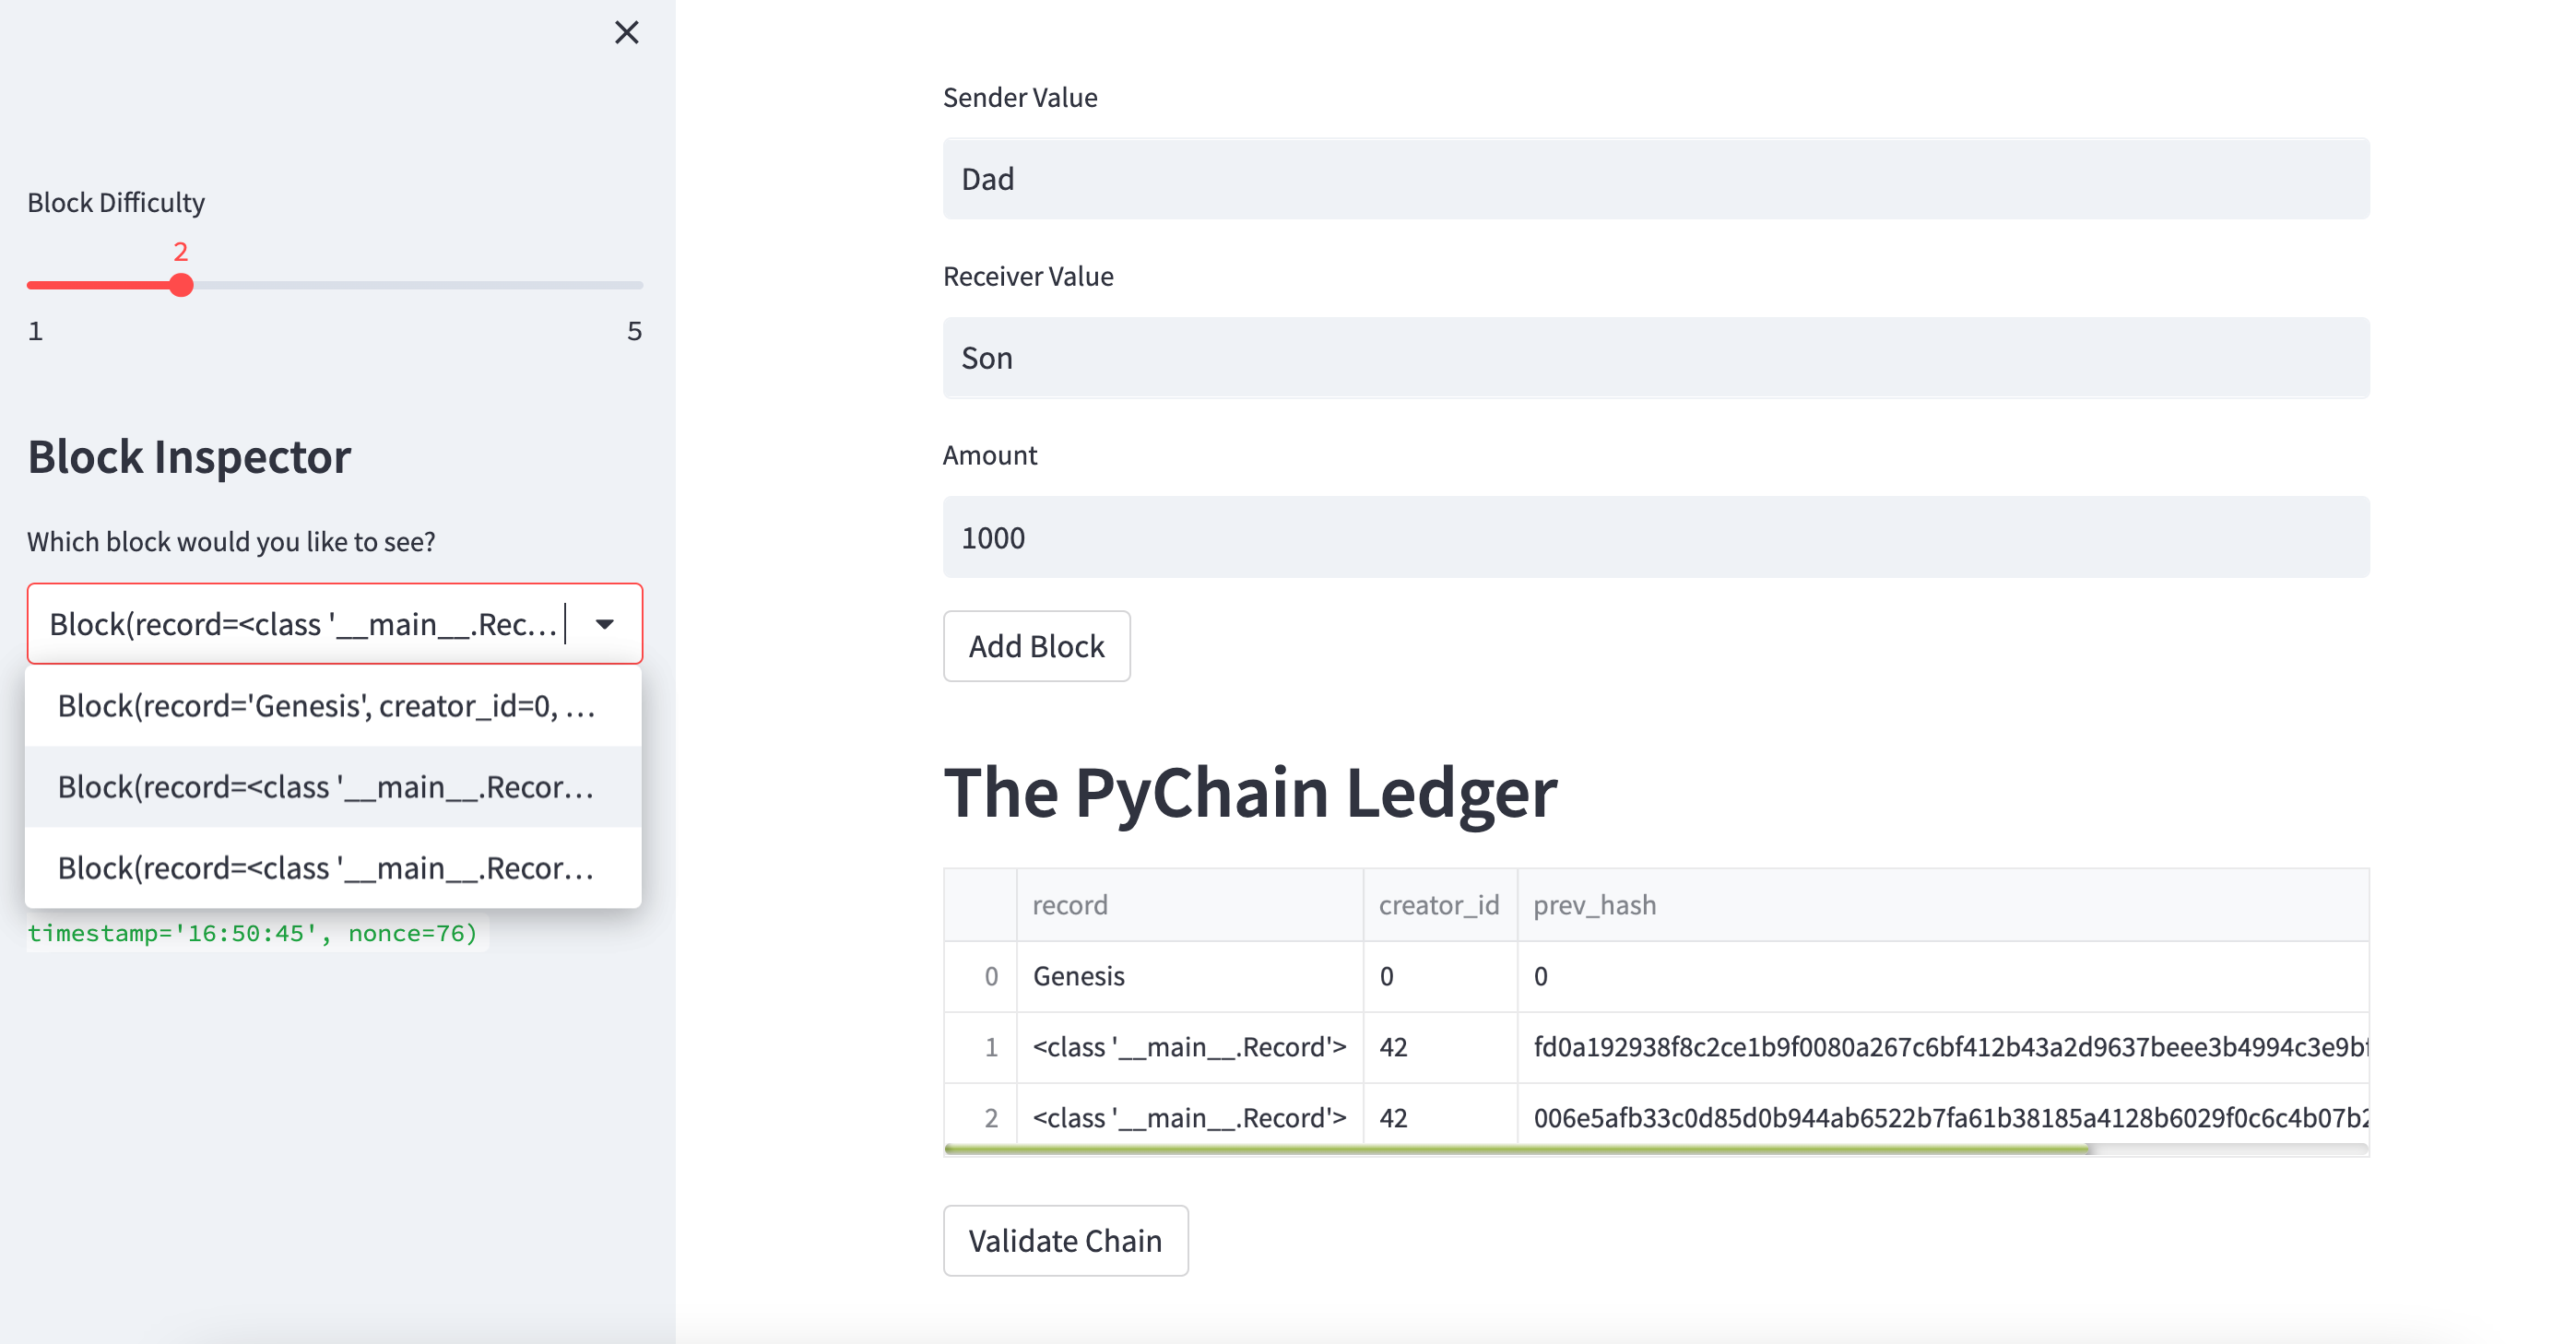 Block Difficulty
2
1
5
Block Inspector
Which block would you like to see?
Block(record=<class '__main__.Rec...
Block(record='Genesis', creator_id=0, ...
Block(record=<class '__main__.Recor...
Block(record=<class '__main__.Recor...
timestamp='16:50:45', nonce=76)
Sender Value
Dad
Receiver Value
Son
Amount
1000
Add Block
The PyChain Ledger
record creator_id prev_hash
0 Genesis 0 0
1 <class '__main__.Record'> 42 fd0a192938f8c2ce1b9f0080a267c6bf412b43a2d9637beee3b4994c3e9b
2 <class '__main__.Record'> 42 006e5afb33c0d85d0b944ab6522b7fa61b38185a4128b6029f0c6c4b07b
Validate Chain